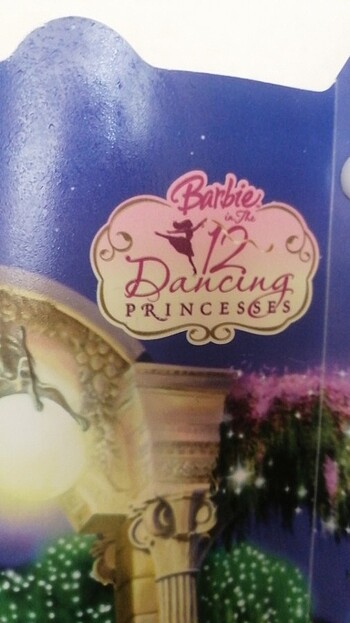 Barbie
in The
12
Dancing
PRINCESSES